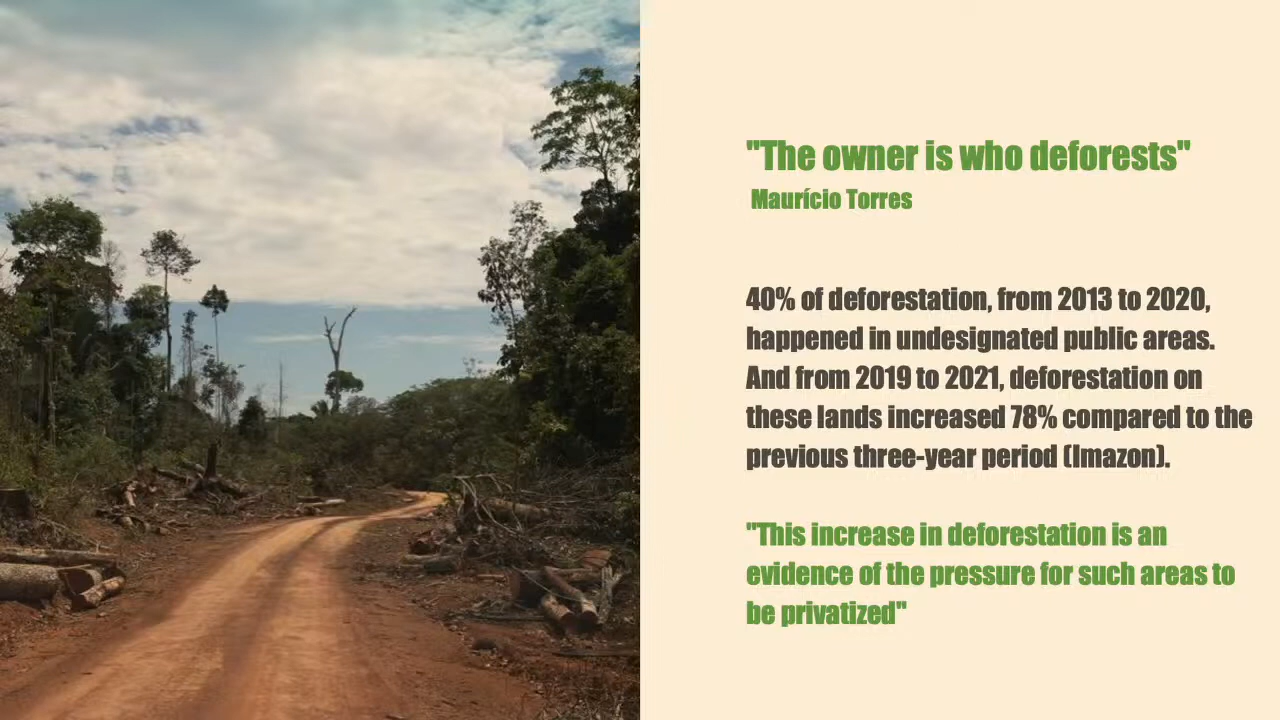 "The owner is who deforests"
Maurício Torres
40% of deforestation, from 2013 to 2020,
happened in undesignated public areas.
And from 2019 to 2021, deforestation on
these lands increased 78% compared to the
previous three-year period (Imazon).
"This increase in deforestation is an
evidence of the pressure for such areas to
be privatized"